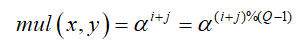 mul(x, y) = α^{i+j} = α^{(i+j)%(Q−1)}